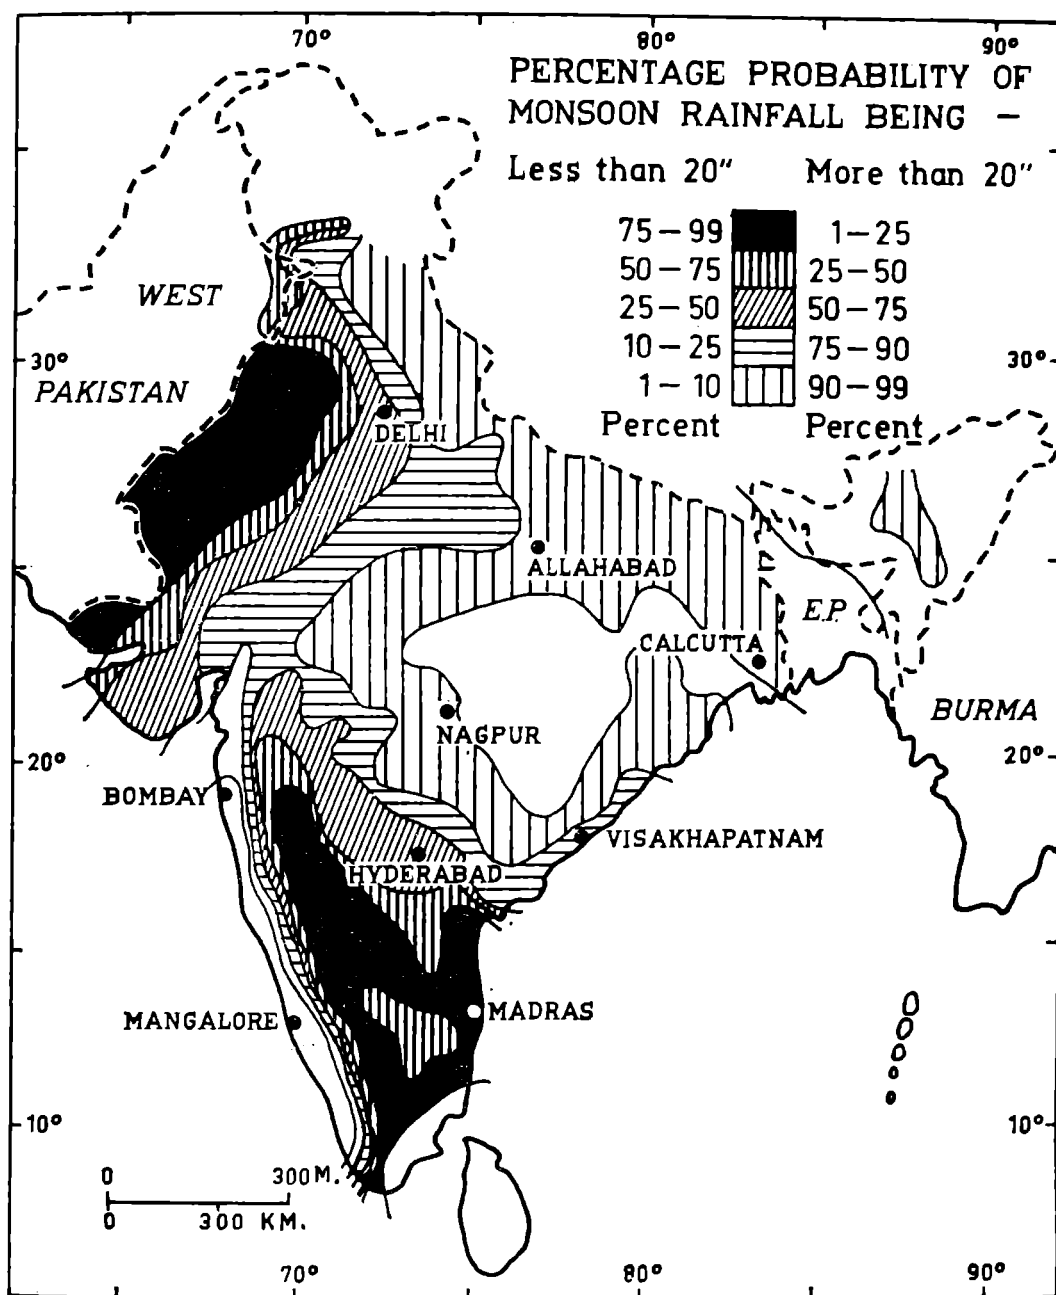 70° 80° 90°
PERCENTAGE PROBABILITY OF
MONSOON RAINFALL BEING –
Less than 20" More than 20"
75–99 1–25
50–75 25–50
25–50 50–75
10–25 75–90
1–10 90–99
Percent Percent
WEST
PAKISTAN
30° 30°
DELHI
ALLAHABAD
E.P.
CALCUTTA
BURMA
NAGPUR
20° 20°
BOMBAY
VISAKHAPATNAM
HYDERABAD
MADRAS
MANGALORE
10° 10°
0 300 M.
0 300 KM.
70° 80° 90°